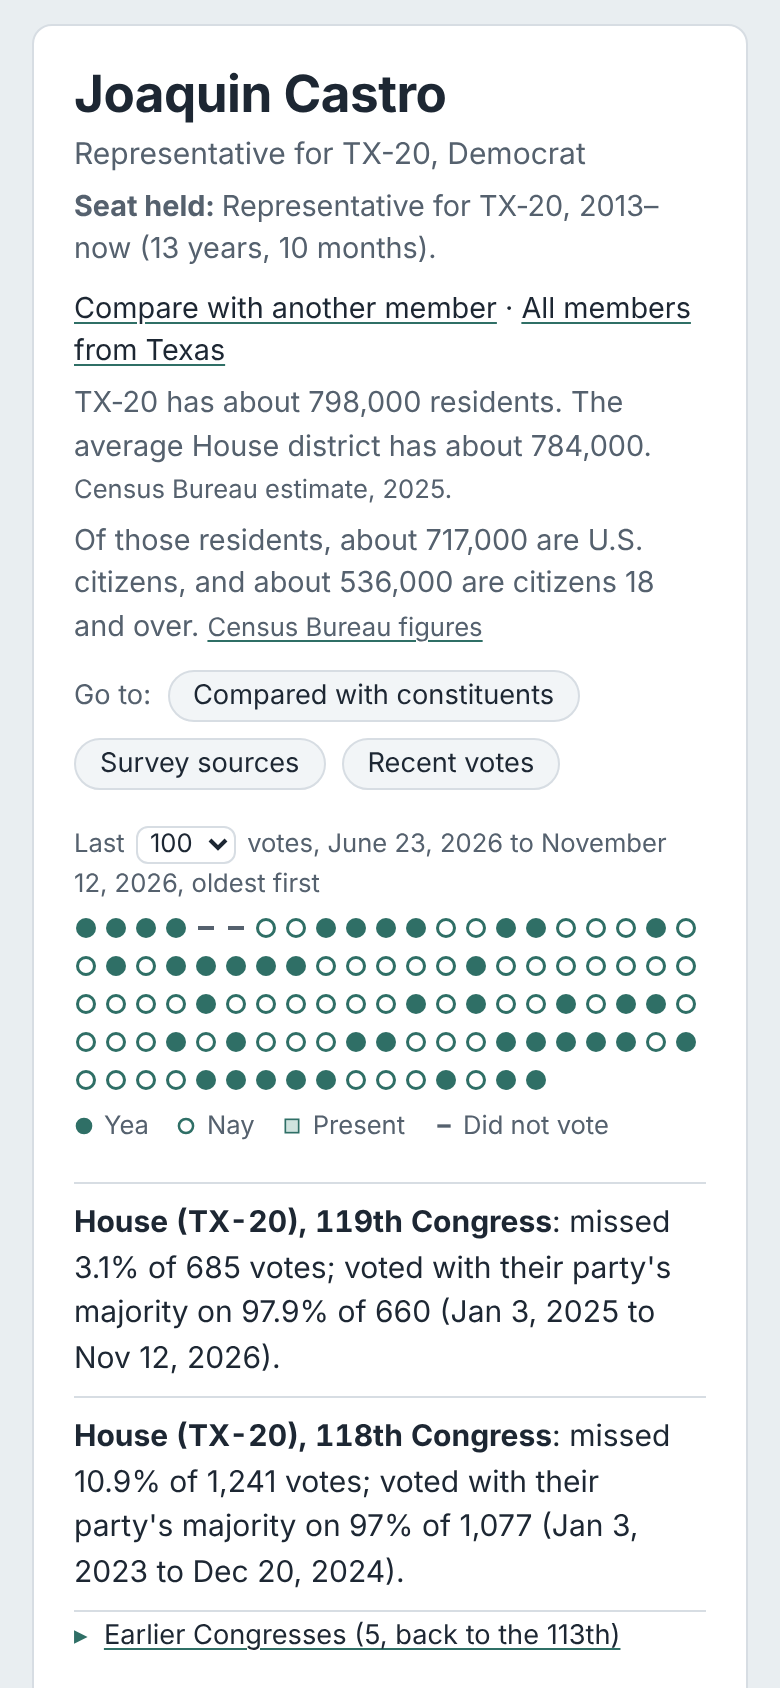 Joaquin Castro
Representative for TX-20, Democrat
Seat held: Representative for TX-20, 2013–
now (13 years, 10 months).
Compare with another member · All members
from Texas
TX-20 has about 798,000 residents. The
average House district has about 784,000.
Census Bureau estimate, 2025.
Of those residents, about 717,000 are U.S.
citizens, and about 536,000 are citizens 18
and over. Census Bureau figures
Go to: Compared with constituents
Survey sources Recent votes
Last 100 votes, June 23, 2026 to November
12, 2026, oldest first
Yea Nay Present Did not vote
House (TX-20), 119th Congress: missed
3.1% of 685 votes; voted with their party's
majority on 97.9% of 660 (Jan 3, 2025 to
Nov 12, 2026).
House (TX-20), 118th Congress: missed
10.9% of 1,241 votes; voted with their
party's majority on 97% of 1,077 (Jan 3,
2023 to Dec 20, 2024).
Earlier Congresses (5, back to the 113th)